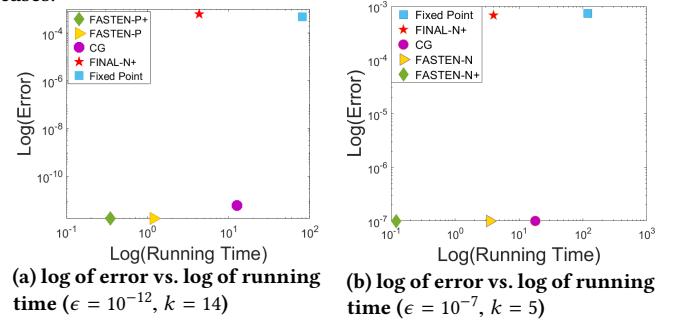 eases.
FASTEN-P+
FASTEN-P
CG
FINAL-N+
Fixed Point
10^-4
10^-6
10^-8
10^-10
Log(Error)
10^-1 10^0 10^1 10^2
Log(Running Time)
(a) log of error vs. log of running
time (ϵ = 10^−12, k = 14)
Fixed Point
FINAL-N+
CG
FASTEN-N
FASTEN-N+
10^-3
10^-4
10^-5
10^-6
10^-7
Log(Error)
10^-1 10^0 10^1 10^2 10^3
Log(Running Time)
(b) log of error vs. log of running
time (ϵ = 10^−7, k = 5)